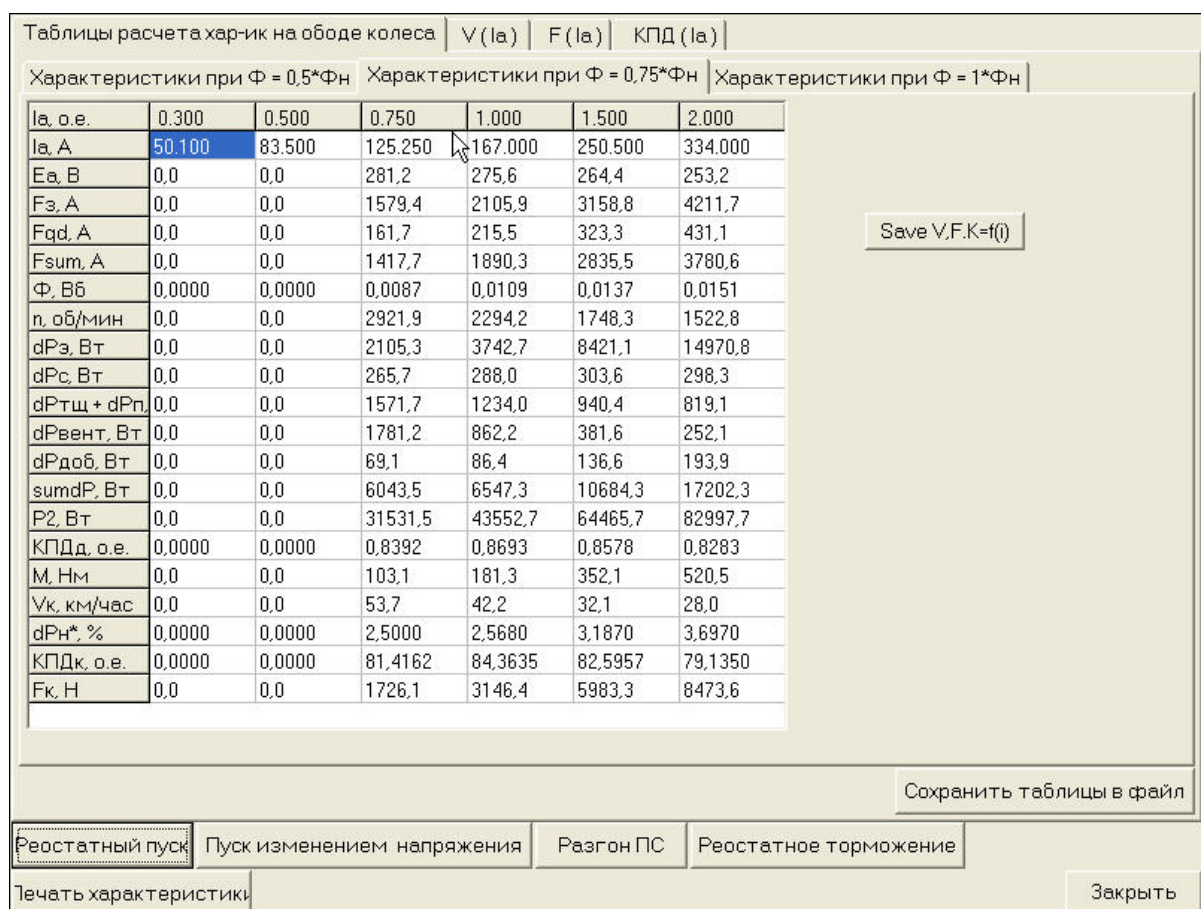 Таблицы расчета хар-ик на ободе колеса V (Ia) F (Ia) КПД (Ia)
Характеристики при Ф = 0,5*Фн Характеристики при Ф = 0,75*Фн Характеристики при Ф = 1*Фн
Ia, о.е. 0.300 0.500 0.750 1.000 1.500 2.000
Ia, А 50.100 83.500 125.250 167.000 250.500 334.000
Ea, В 0,0 0,0 281,2 275,6 264,4 253,2
Fэ, А 0,0 0,0 1579,4 2105,9 3158,8 4211,7
Fqd, А 0,0 0,0 161,7 215,5 323,3 431,1
Save V,F.K=f(i)
Fsum, А 0,0 0,0 1417,7 1890,3 2835,5 3780,6
Ф, Вб 0,0000 0,0000 0,0087 0,0109 0,0137 0,0151
n, об/мин 0,0 0,0 2921,9 2294,2 1748,3 1522,8
dPэ, Вт 0,0 0,0 2105,3 3742,7 8421,1 14970,8
dPс, Вт 0,0 0,0 265,7 288,0 303,6 298,3
dPтщ + dPп, 0,0 0,0 1571,7 1234,0 940,4 819,1
dPвент, Вт 0,0 0,0 1781,2 862,2 381,6 252,1
dPдоб, Вт 0,0 0,0 69,1 86,4 136,6 193,9
sumdP, Вт 0,0 0,0 6043,5 6547,3 10684,3 17202,3
P2, Вт 0,0 0,0 31531,5 43552,7 64465,7 82997,7
КПДд, о.е. 0,0000 0,0000 0,8392 0,8693 0,8578 0,8283
М, Нм 0,0 0,0 103,1 181,3 352,1 520,5
Vк, км/час 0,0 0,0 53,7 42,2 32,1 28,0
dPн*, % 0,0000 0,0000 2,5000 2,5680 3,1870 3,6970
КПДк, о.е. 0,0000 0,0000 81,4162 84,3635 82,5957 79,1350
Fк, Н 0,0 0,0 1726,1 3146,4 5983,3 8473,6
Сохранить таблицы в файл
Реостатный пуск Пуск изменением напряжения Разгон ПС Реостатное торможение
Печать характеристики Закрыть